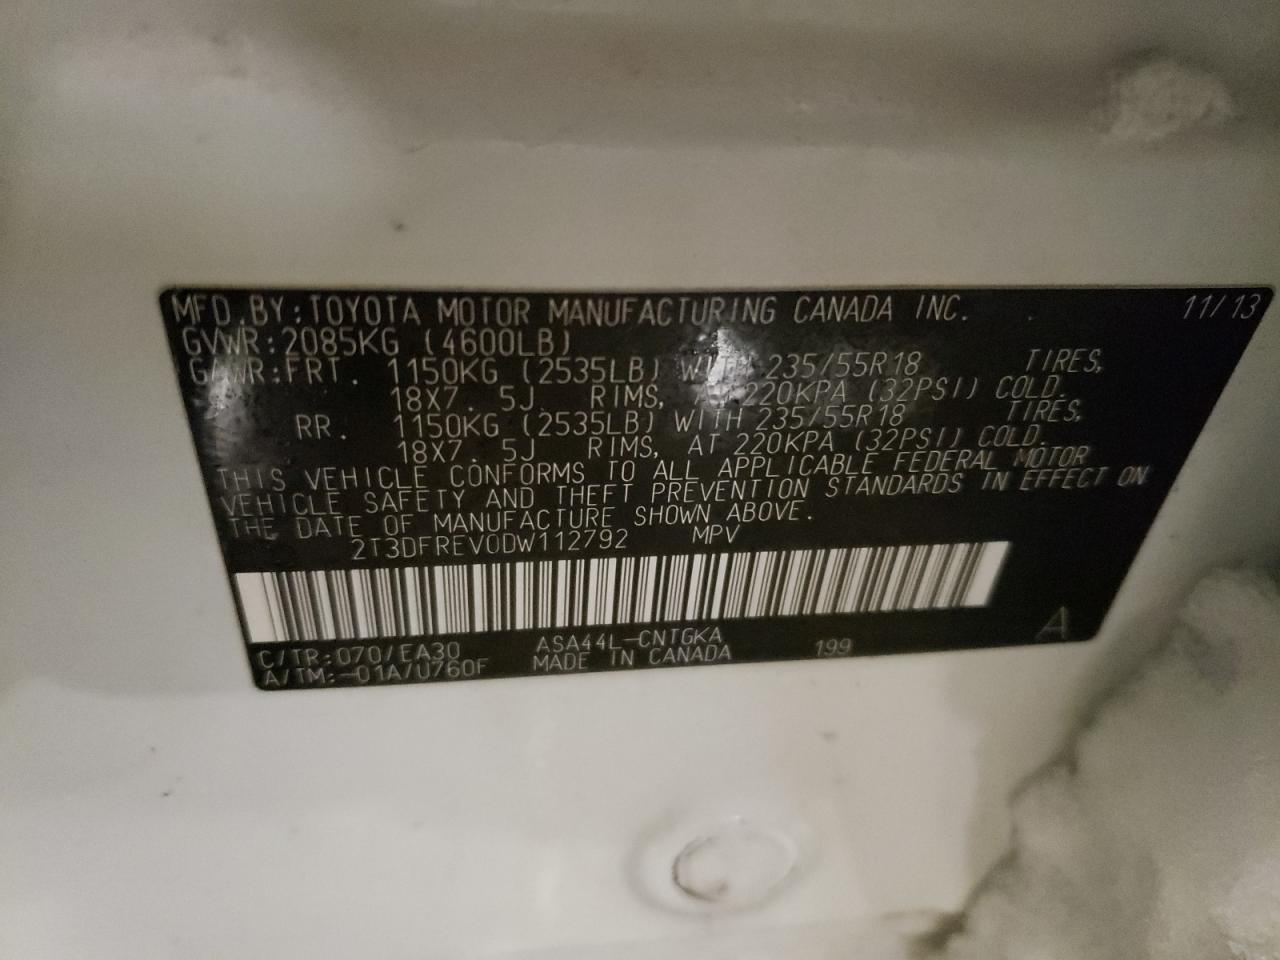 MFD.BY:TOYOTA MOTOR MANUFACTURING CANADA INC. 11/13
GVWR:2085KG (4600LB)
GAWR:FRT. 1150KG (2535LB) WITH 235/55R18 TIRES,
18X7.5J RIMS, AT 220KPA (32PSI) COLD.
RR. 1150KG (2535LB) WITH 235/55R18 TIRES,
18X7.5J RIMS, AT 220KPA (32PSI) COLD.
THIS VEHICLE CONFORMS TO ALL APPLICABLE FEDERAL MOTOR
VEHICLE SAFETY AND THEFT PREVENTION STANDARDS IN EFFECT ON
THE DATE OF MANUFACTURE SHOWN ABOVE.
2T3DFREV0DW112792 MPV
C/TR:070/EA30 ASA44L-CNTGKA 199 A
A/TM:-01A/U760F MADE IN CANADA